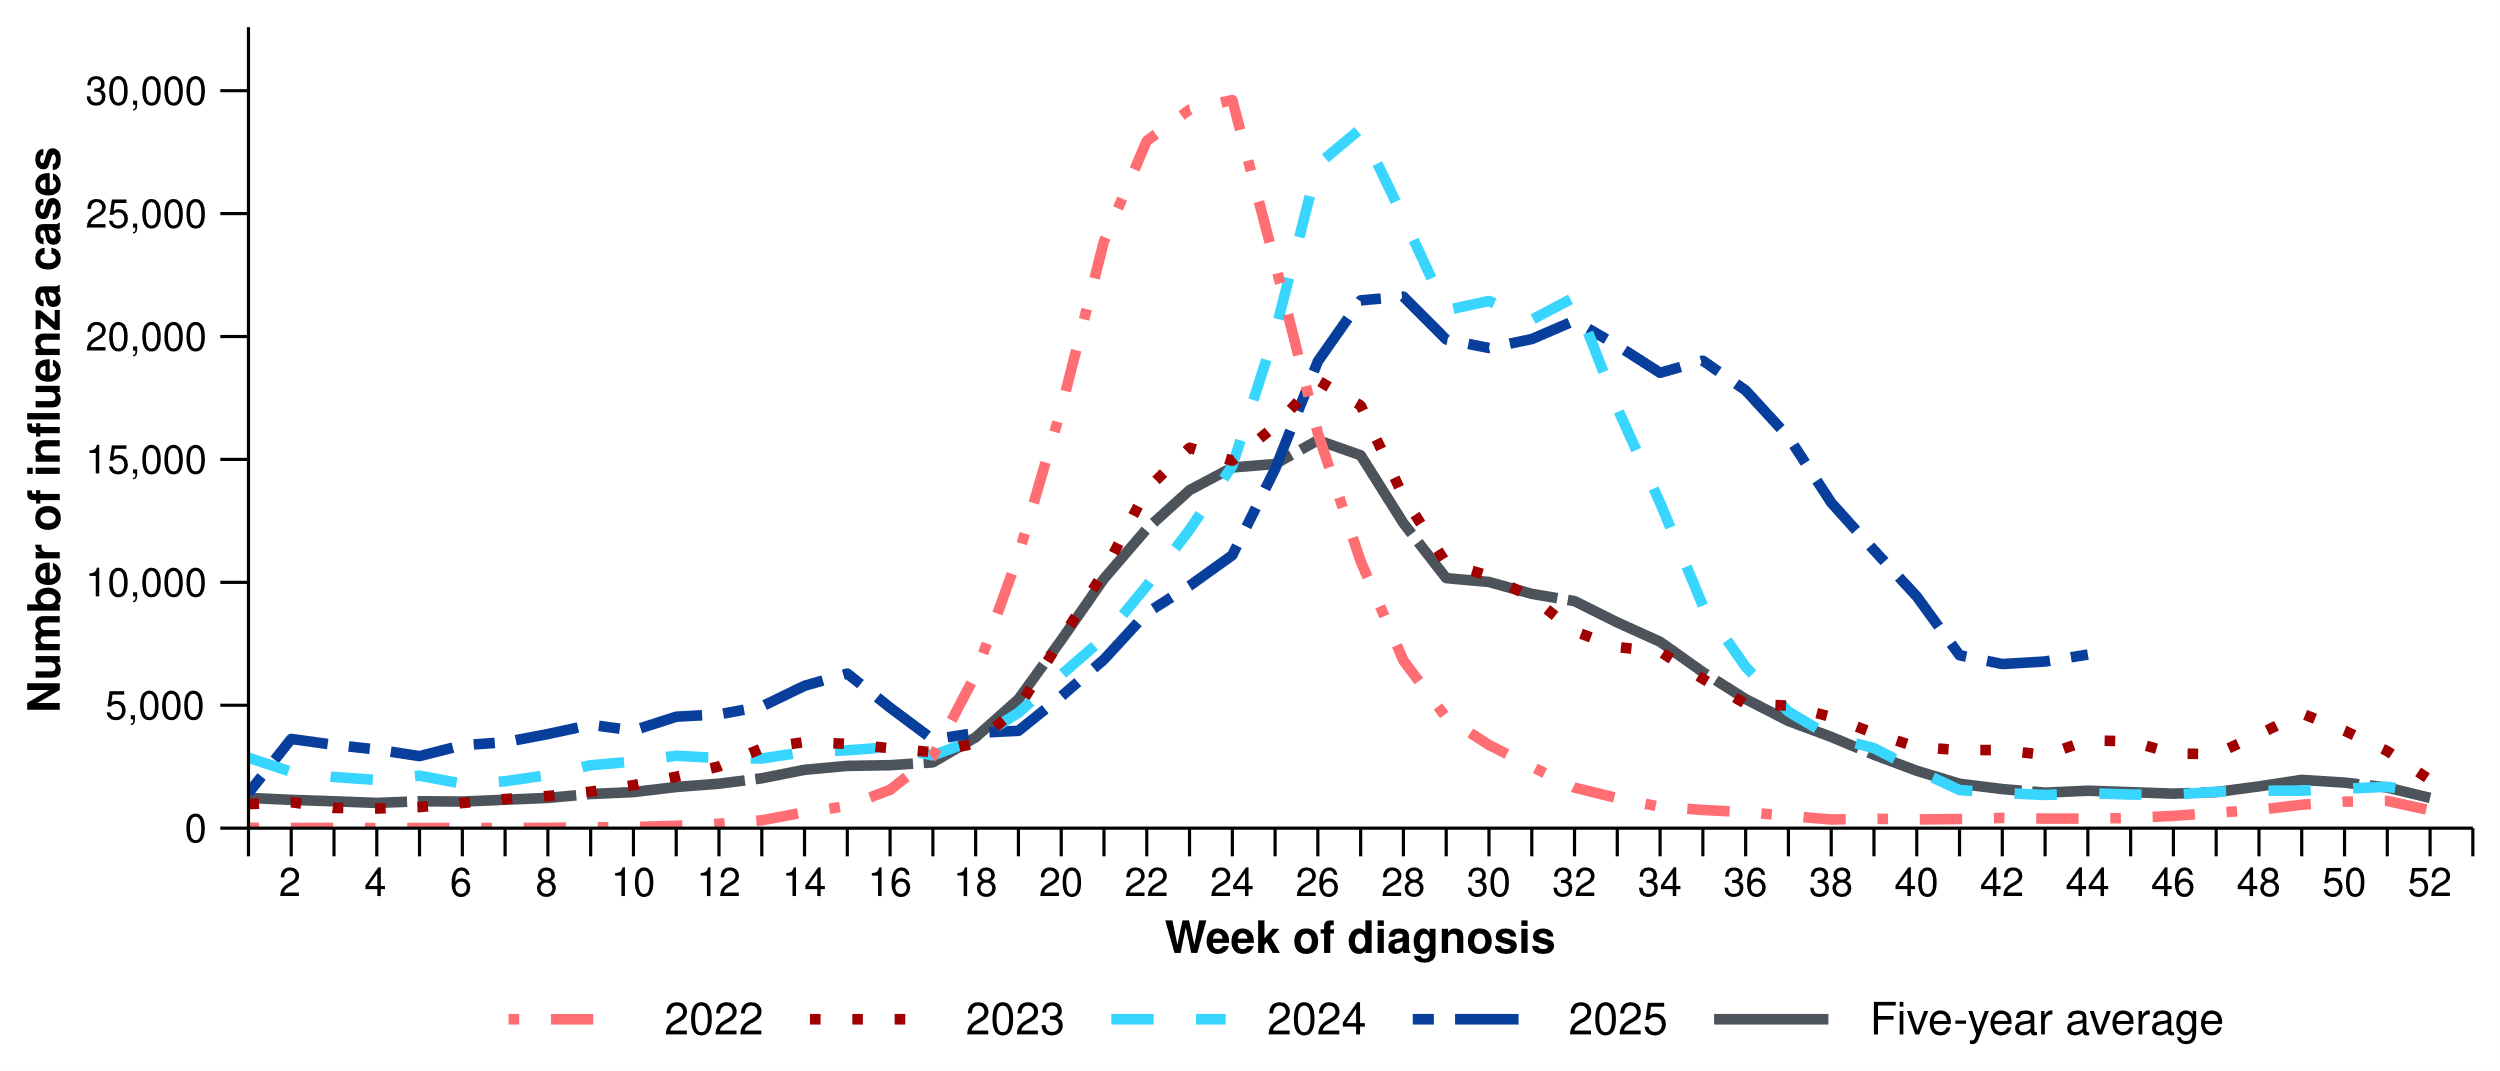 Number of influenza cases
30,000
25,000
20,000
15,000
10,000
5,000
0
2 4 6 8 10 12 14 16 18 20 22 24 26 28 30 32 34 36 38 40 42 44 46 48 50 52
Week of diagnosis
2022 2023 2024 2025 Five-year average